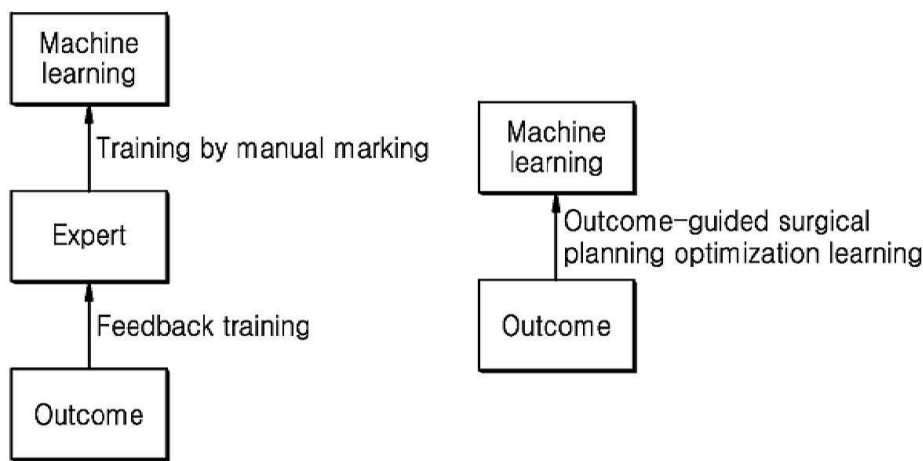 Machine
learning
Training by manual marking
Expert
Feedback training
Outcome
Machine
learning
Outcome-guided surgical
planning optimization learning
Outcome